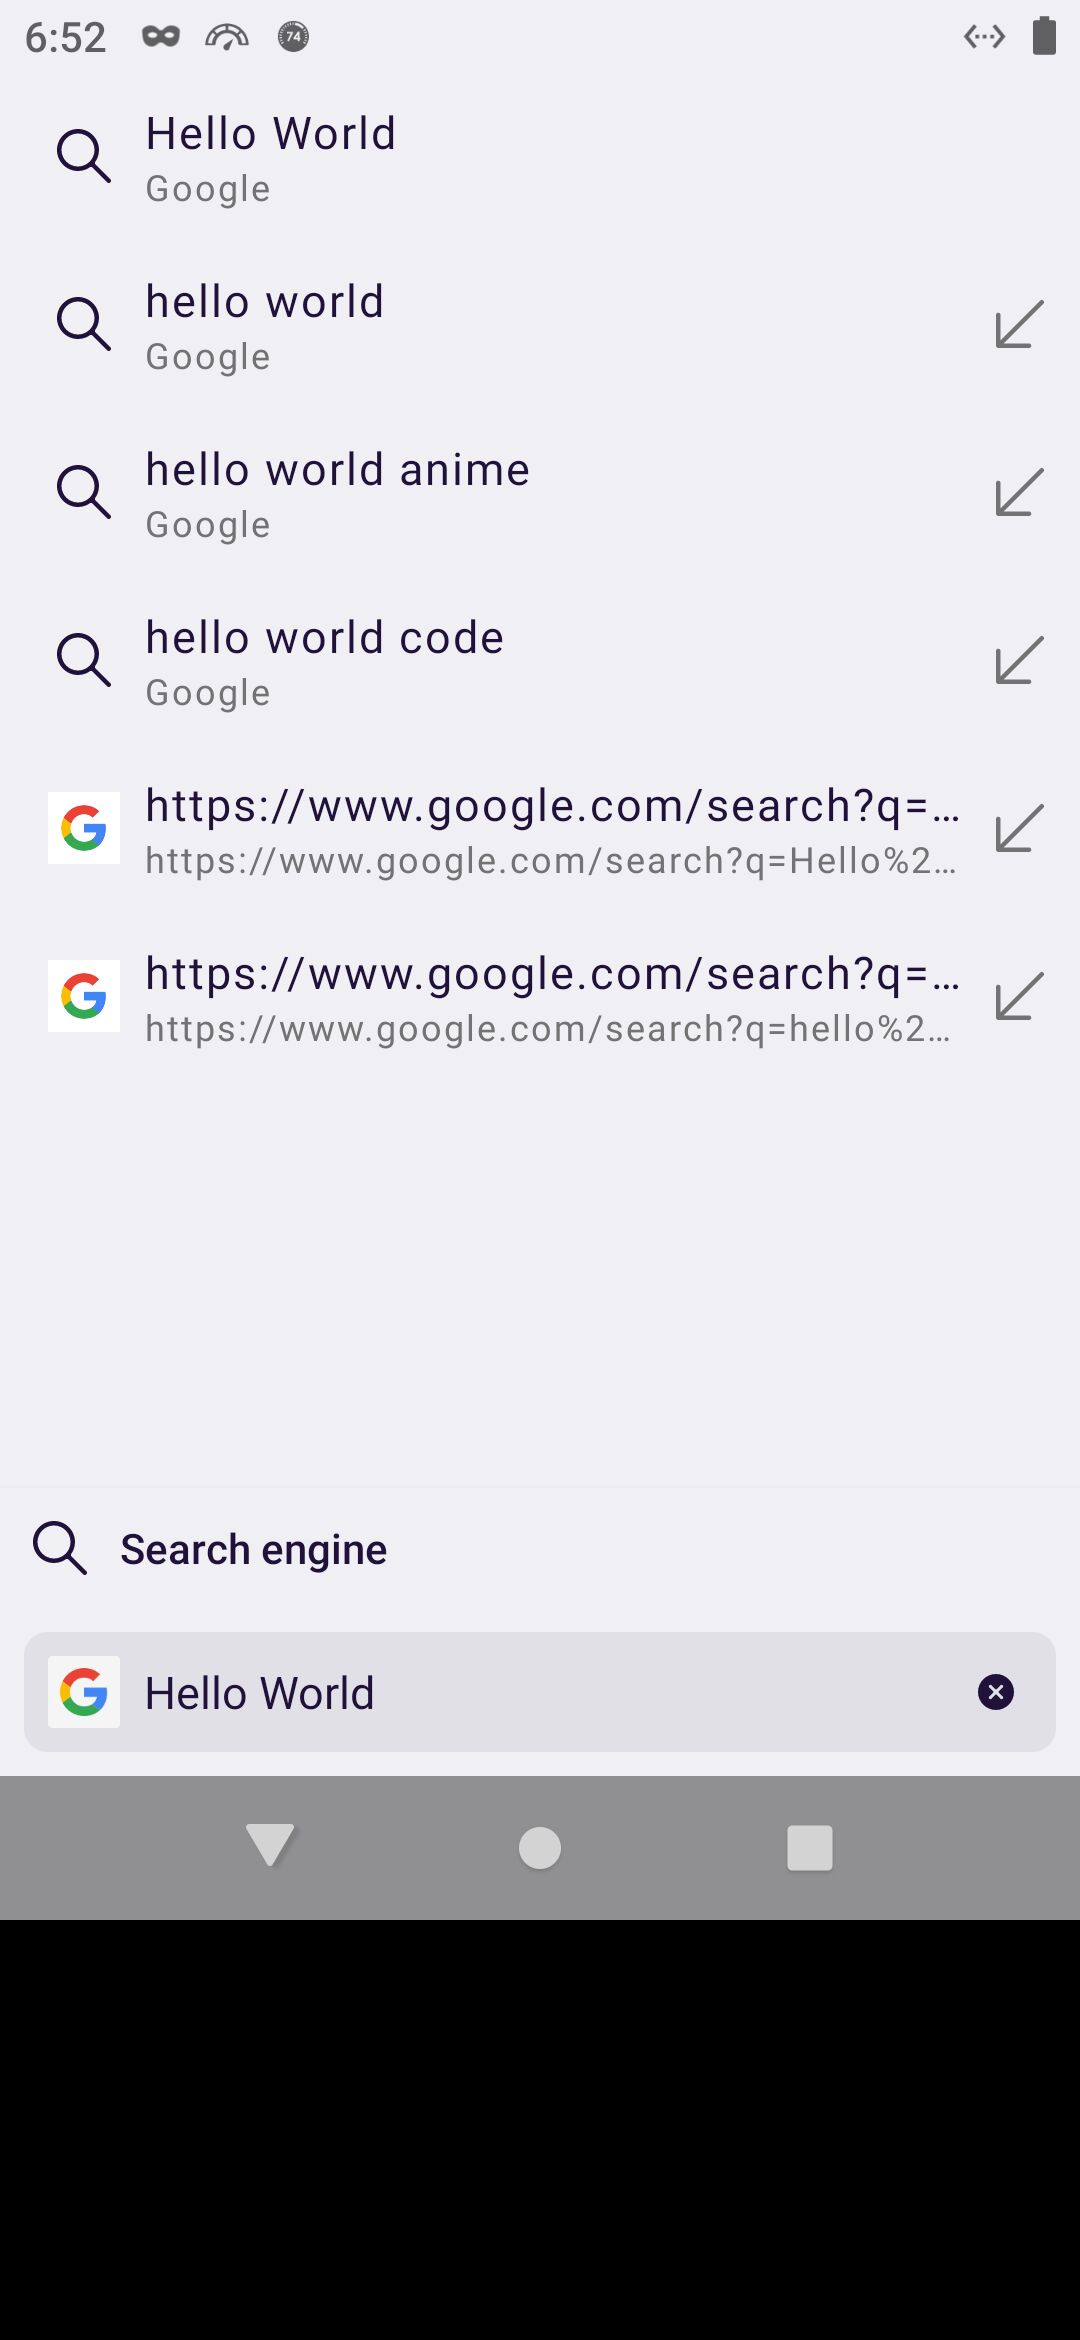 6:52
74
Hello World
Google
hello world
Google
hello world anime
Google
hello world code
Google
https://www.google.com/search?q=…
https://www.google.com/search?q=Hello%2…
https://www.google.com/search?q=…
https://www.google.com/search?q=hello%2…
Search engine
Hello World